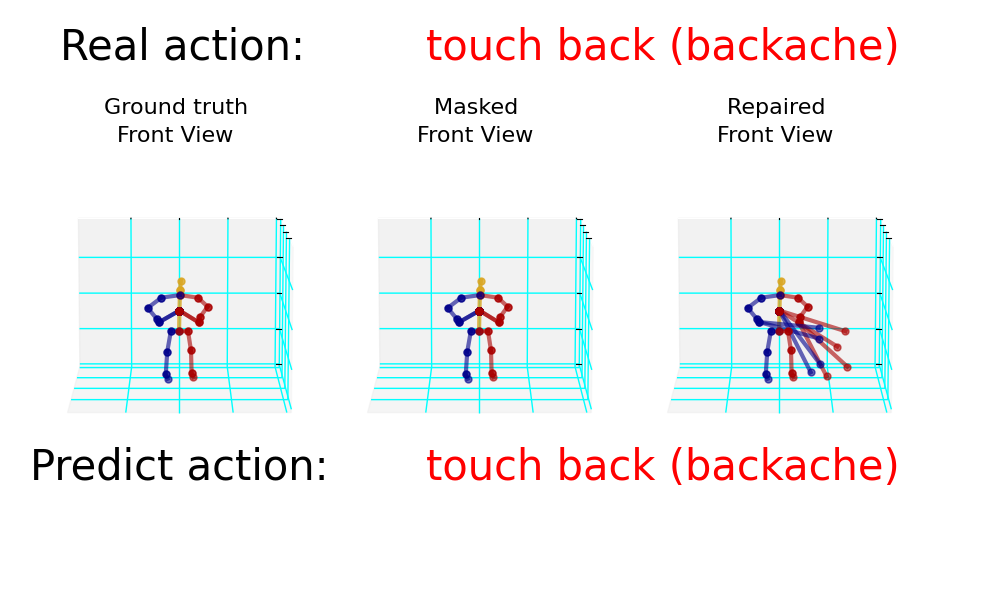 Real action: touch back (backache)
Ground truth Masked Repaired
Front View Front View Front View
Predict action: touch back (backache)